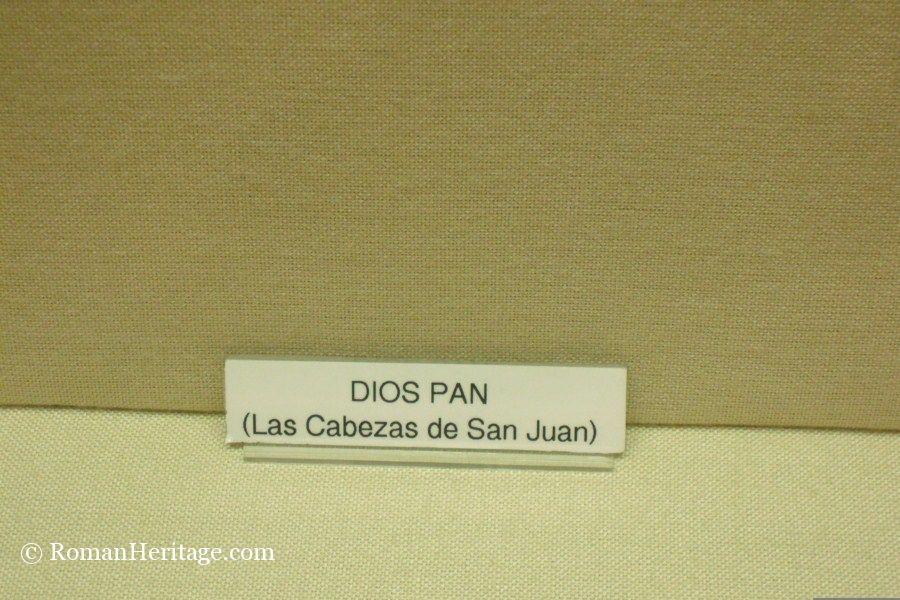 DIOS PAN
(Las Cabezas de San Juan)
© RomanHeritage.com